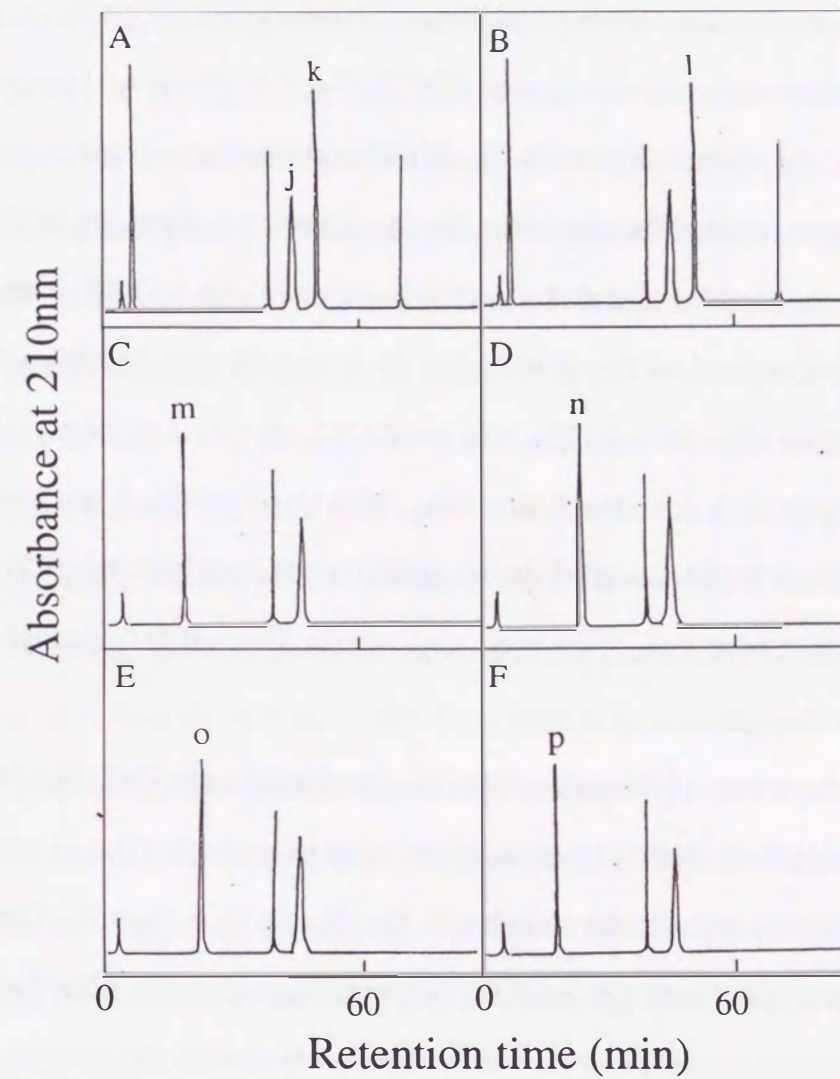 A
B
k
l
j
C
D
m
n
E
F
o
p
Absorbance at 210nm
0
60
0
60
Retention time (min)